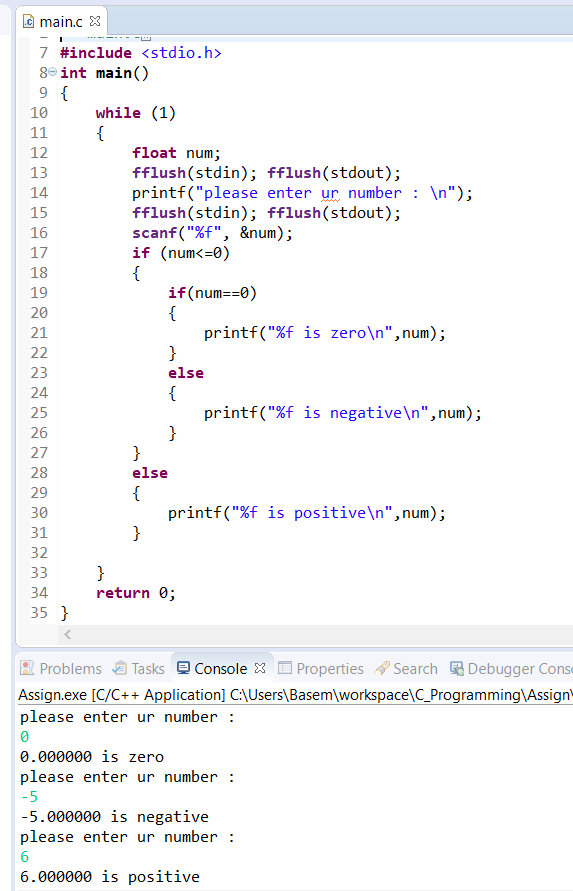 main.c
7 #include <stdio.h>
8 int main()
9 {
10     while (1)
11     {
12         float num;
13         fflush(stdin); fflush(stdout);
14         printf("please enter ur number : \n");
15         fflush(stdin); fflush(stdout);
16         scanf("%f", &num);
17         if (num<=0)
18         {
19             if(num==0)
20             {
21                 printf("%f is zero\n",num);
22             }
23             else
24             {
25                 printf("%f is negative\n",num);
26             }
27         }
28         else
29         {
30             printf("%f is positive\n",num);
31         }
32
33     }
34     return 0;
35 }
Problems Tasks Console Properties Search Debugger Conso
Assign.exe [C/C++ Application] C:\Users\Basem\workspace\C_Programming\Assign\
please enter ur number :
0
0.000000 is zero
please enter ur number :
-5
-5.000000 is negative
please enter ur number :
6
6.000000 is positive